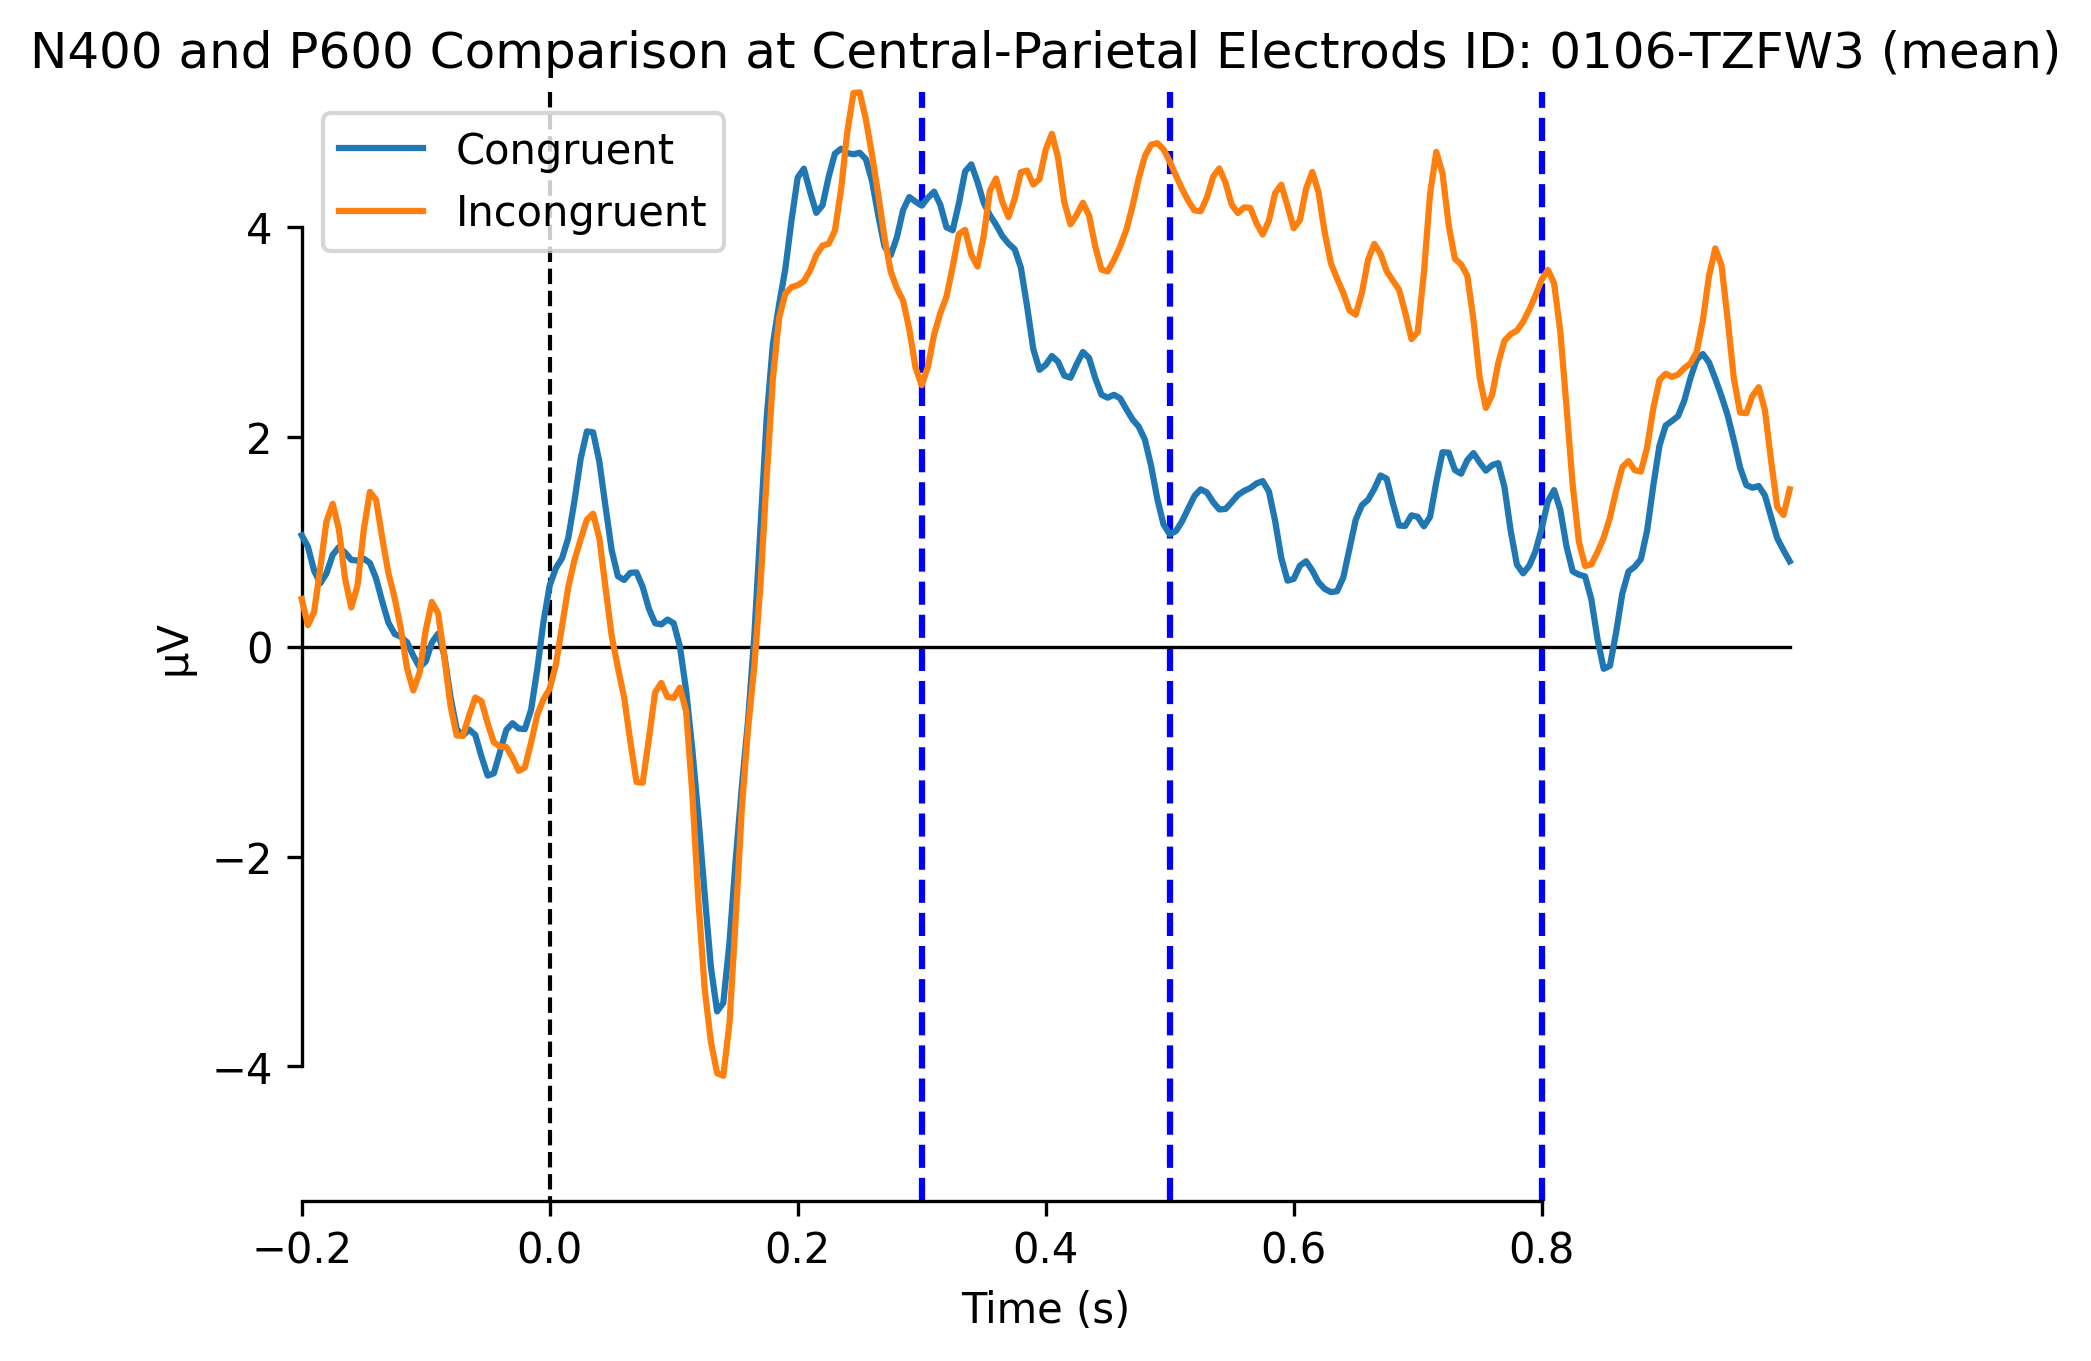 N400 and P600 Comparison at Central-Parietal Electrods ID: 0106-TZFW3 (mean)
Congruent
Incongruent
4
2
0
−2
−4
µV
−0.2 0.0 0.2 0.4 0.6 0.8
Time (s)